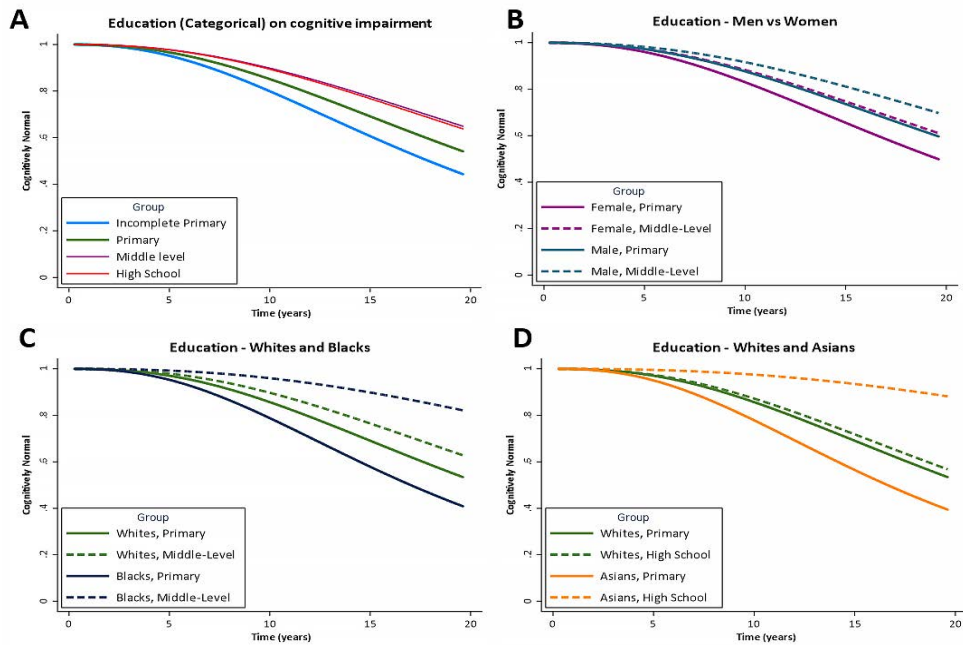 A
Education (Categorical) on cognitive impairment
Cognitively Normal
1
.8
.6
.4
.2
0
Group
Incomplete Primary
Primary
Middle level
High School
0 5 10 15 20
Time (years)
B
Education - Men vs Women
Cognitively Normal
1
.8
.6
.4
.2
0
Group
Female, Primary
Female, Middle-Level
Male, Primary
Male, Middle-Level
0 5 10 15 20
Time (years)
C
Education - Whites and Blacks
Cognitively Normal
1
.8
.6
.4
.2
0
Group
Whites, Primary
Whites, Middle-Level
Blacks, Primary
Blacks, Middle-Level
0 5 10 15 20
Time (years)
D
Education - Whites and Asians
Cognitively Normal
1
.8
.6
.4
.2
0
Group
Whites, Primary
Whites, High School
Asians, Primary
Asians, High School
0 5 10 15 20
Time (years)